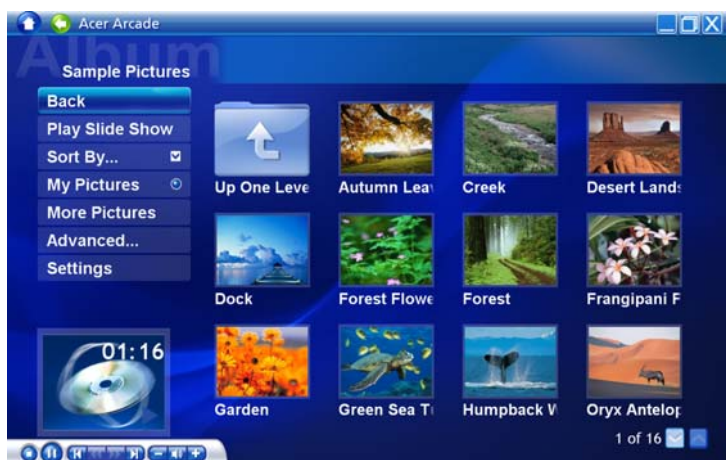 Acer Arcade
Album
Sample Pictures
Back
Play Slide Show
Sort By...
My Pictures
More Pictures
Advanced...
Settings
Up One Leve
Autumn Lea
Creek
Desert Lands
Dock
Forest Flowe
Forest
Frangipani F
Garden
Green Sea T
Humpback W
Oryx Antelop
01:16
1 of 16